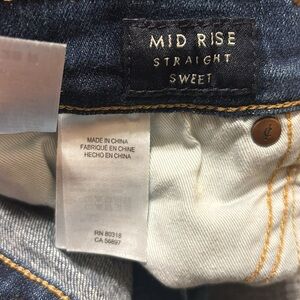 MID RISE
STRAIGHT
SWEET
MADE IN CHINA
FABRIQUÉ EN CHINE
HECHO EN CHINA
RN 80318
CA 56897